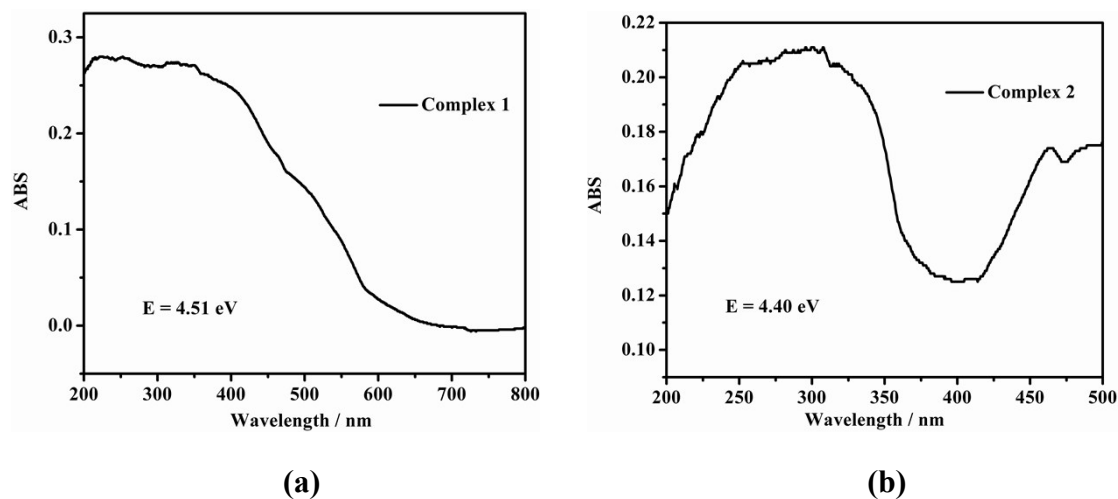 0.3
0.2
0.1
0.0
ABS
Complex 1
E = 4.51 eV
200 300 400 500 600 700 800
Wavelength / nm
(a)
0.22
0.20
0.18
0.16
0.14
0.12
0.10
ABS
Complex 2
E = 4.40 eV
200 250 300 350 400 450 500
Wavelength / nm
(b)